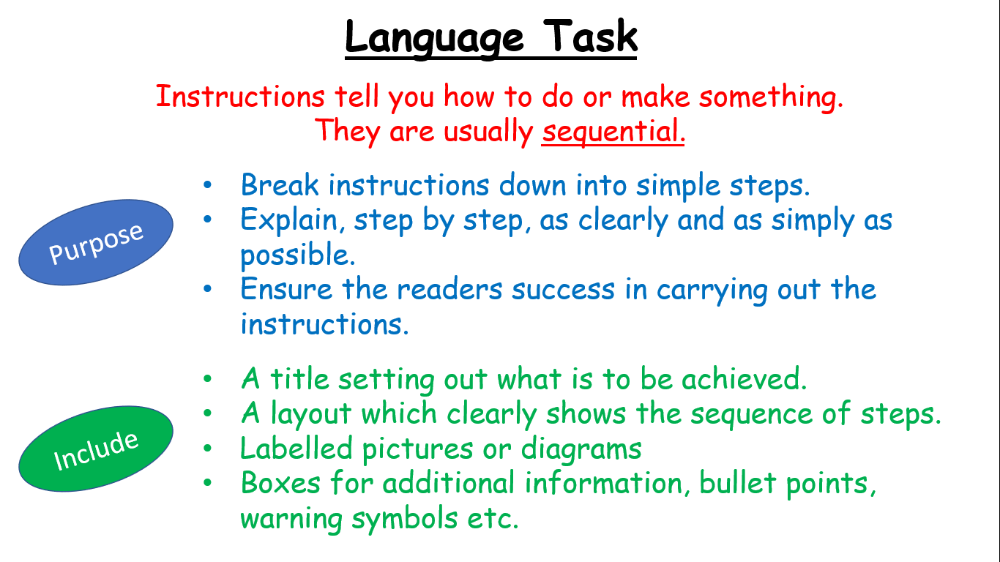 Language Task
Instructions tell you how to do or make something.
They are usually sequential.
Purpose
• Break instructions down into simple steps.
• Explain, step by step, as clearly and as simply as
possible.
• Ensure the readers success in carrying out the
instructions.
Include
• A title setting out what is to be achieved.
• A layout which clearly shows the sequence of steps.
• Labelled pictures or diagrams
• Boxes for additional information, bullet points,
warning symbols etc.